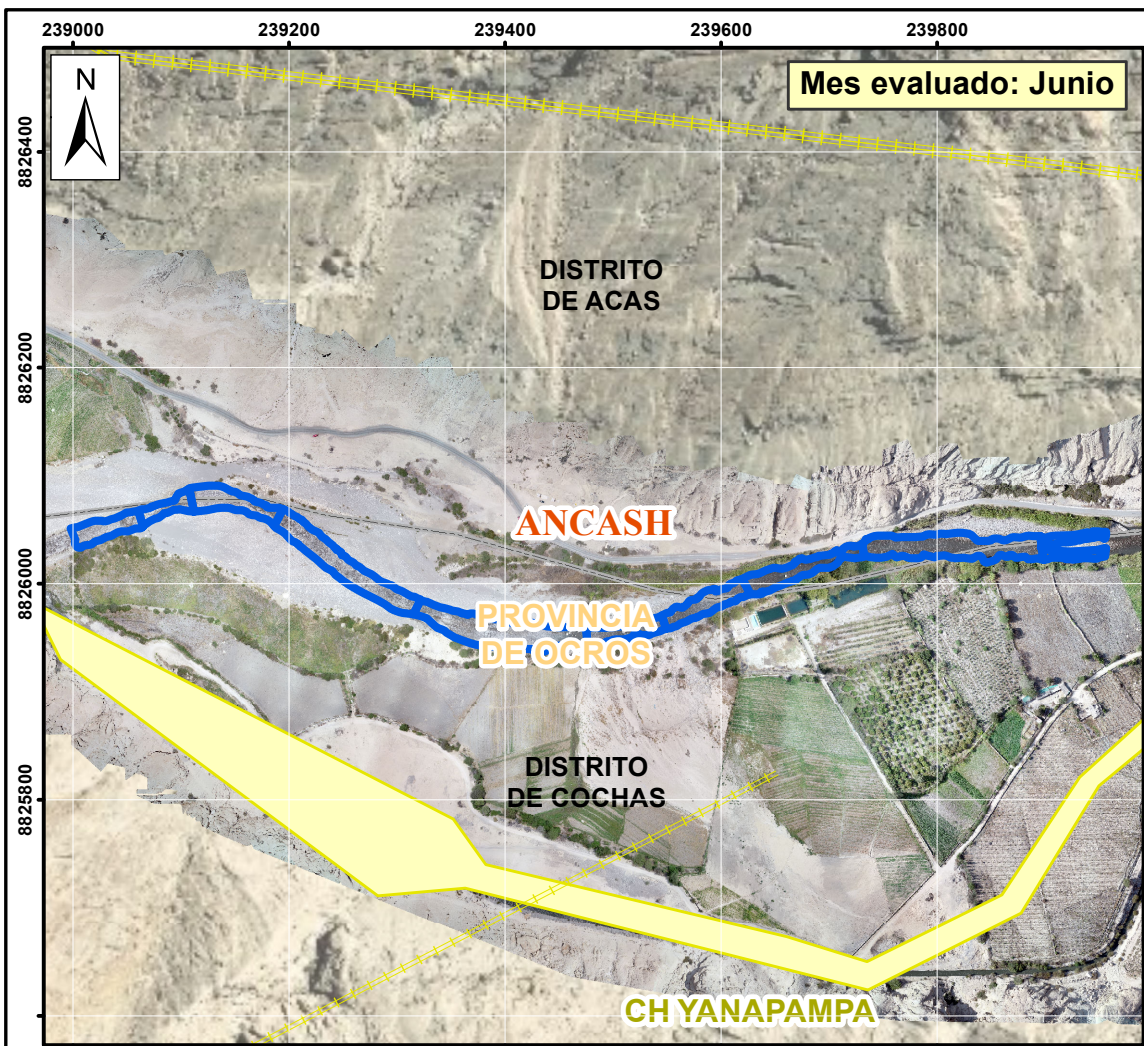 239000 239200 239400 239600 239800
N
Mes evaluado: Junio
8826400
DISTRITO
DE ACAS
8826200
ANCASH
8826000
PROVINCIA
DE OCROS
DISTRITO
DE COCHAS
8825800
CH YANAPAMPA